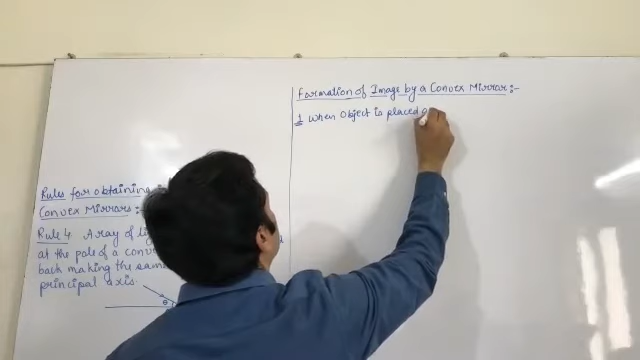 Rules for obtaining
Convex Mirrors:
Rule 4 A ray of
at the pole of a
back making the same
principal axis.
θ
Formation of Image by a Convex Mirror:-
1 When Object is placed